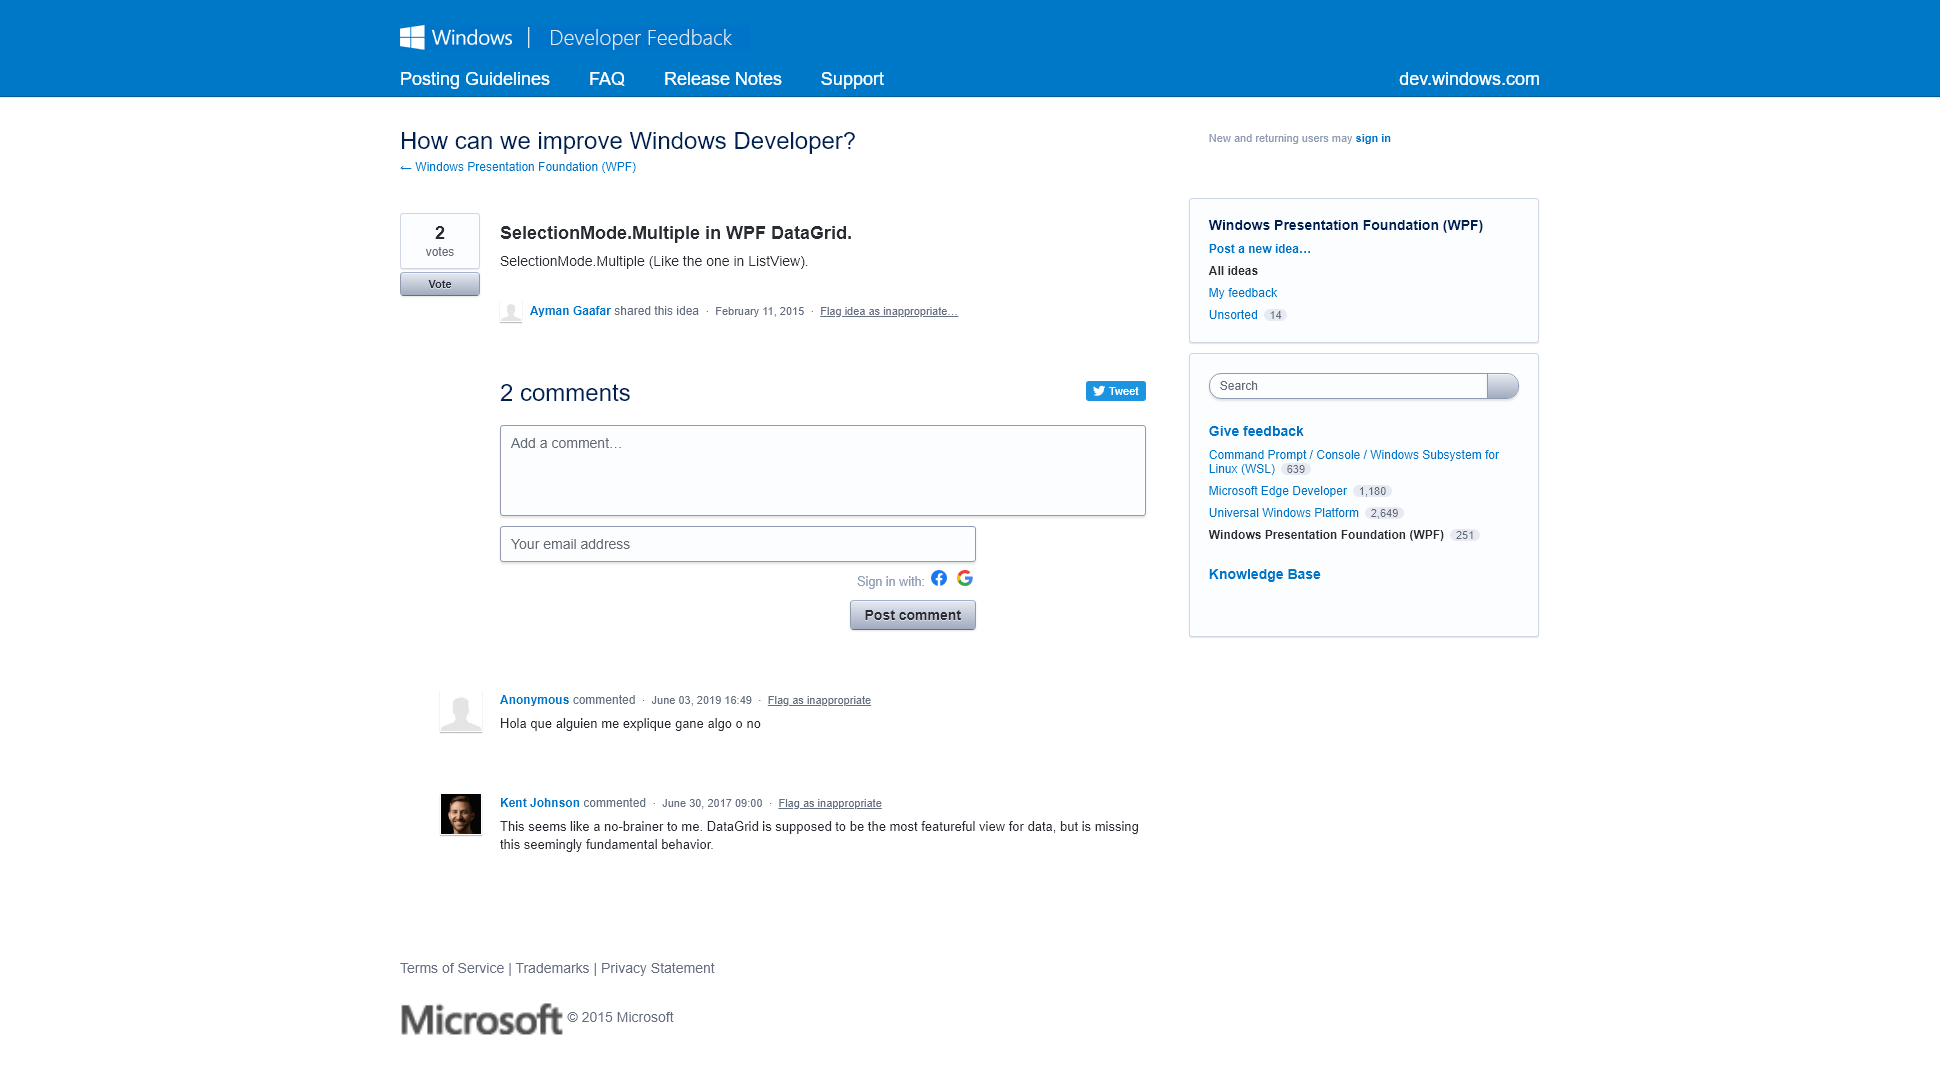 Windows | Developer Feedback
Posting Guidelines FAQ Release Notes Support dev.windows.com
How can we improve Windows Developer?
← Windows Presentation Foundation (WPF)
New and returning users may sign in
2
votes
Vote
SelectionMode.Multiple in WPF DataGrid.
SelectionMode.Multiple (Like the one in ListView).
Ayman Gaafar shared this idea · February 11, 2015 · Flag idea as inappropriate…
2 comments
Tweet
Add a comment…
Your email address
Sign in with:
Post comment
Anonymous commented · June 03, 2019 16:49 · Flag as inappropriate
Hola que alguien me explique gane algo o no
Kent Johnson commented · June 30, 2017 09:00 · Flag as inappropriate
This seems like a no-brainer to me. DataGrid is supposed to be the most featureful view for data, but is missing
this seemingly fundamental behavior.
Windows Presentation Foundation (WPF)
Post a new idea…
All ideas
My feedback
Unsorted 14
Search
Give feedback
Command Prompt / Console / Windows Subsystem for
Linux (WSL) 639
Microsoft Edge Developer 1,180
Universal Windows Platform 2,649
Windows Presentation Foundation (WPF) 251
Knowledge Base
Terms of Service | Trademarks | Privacy Statement
Microsoft © 2015 Microsoft